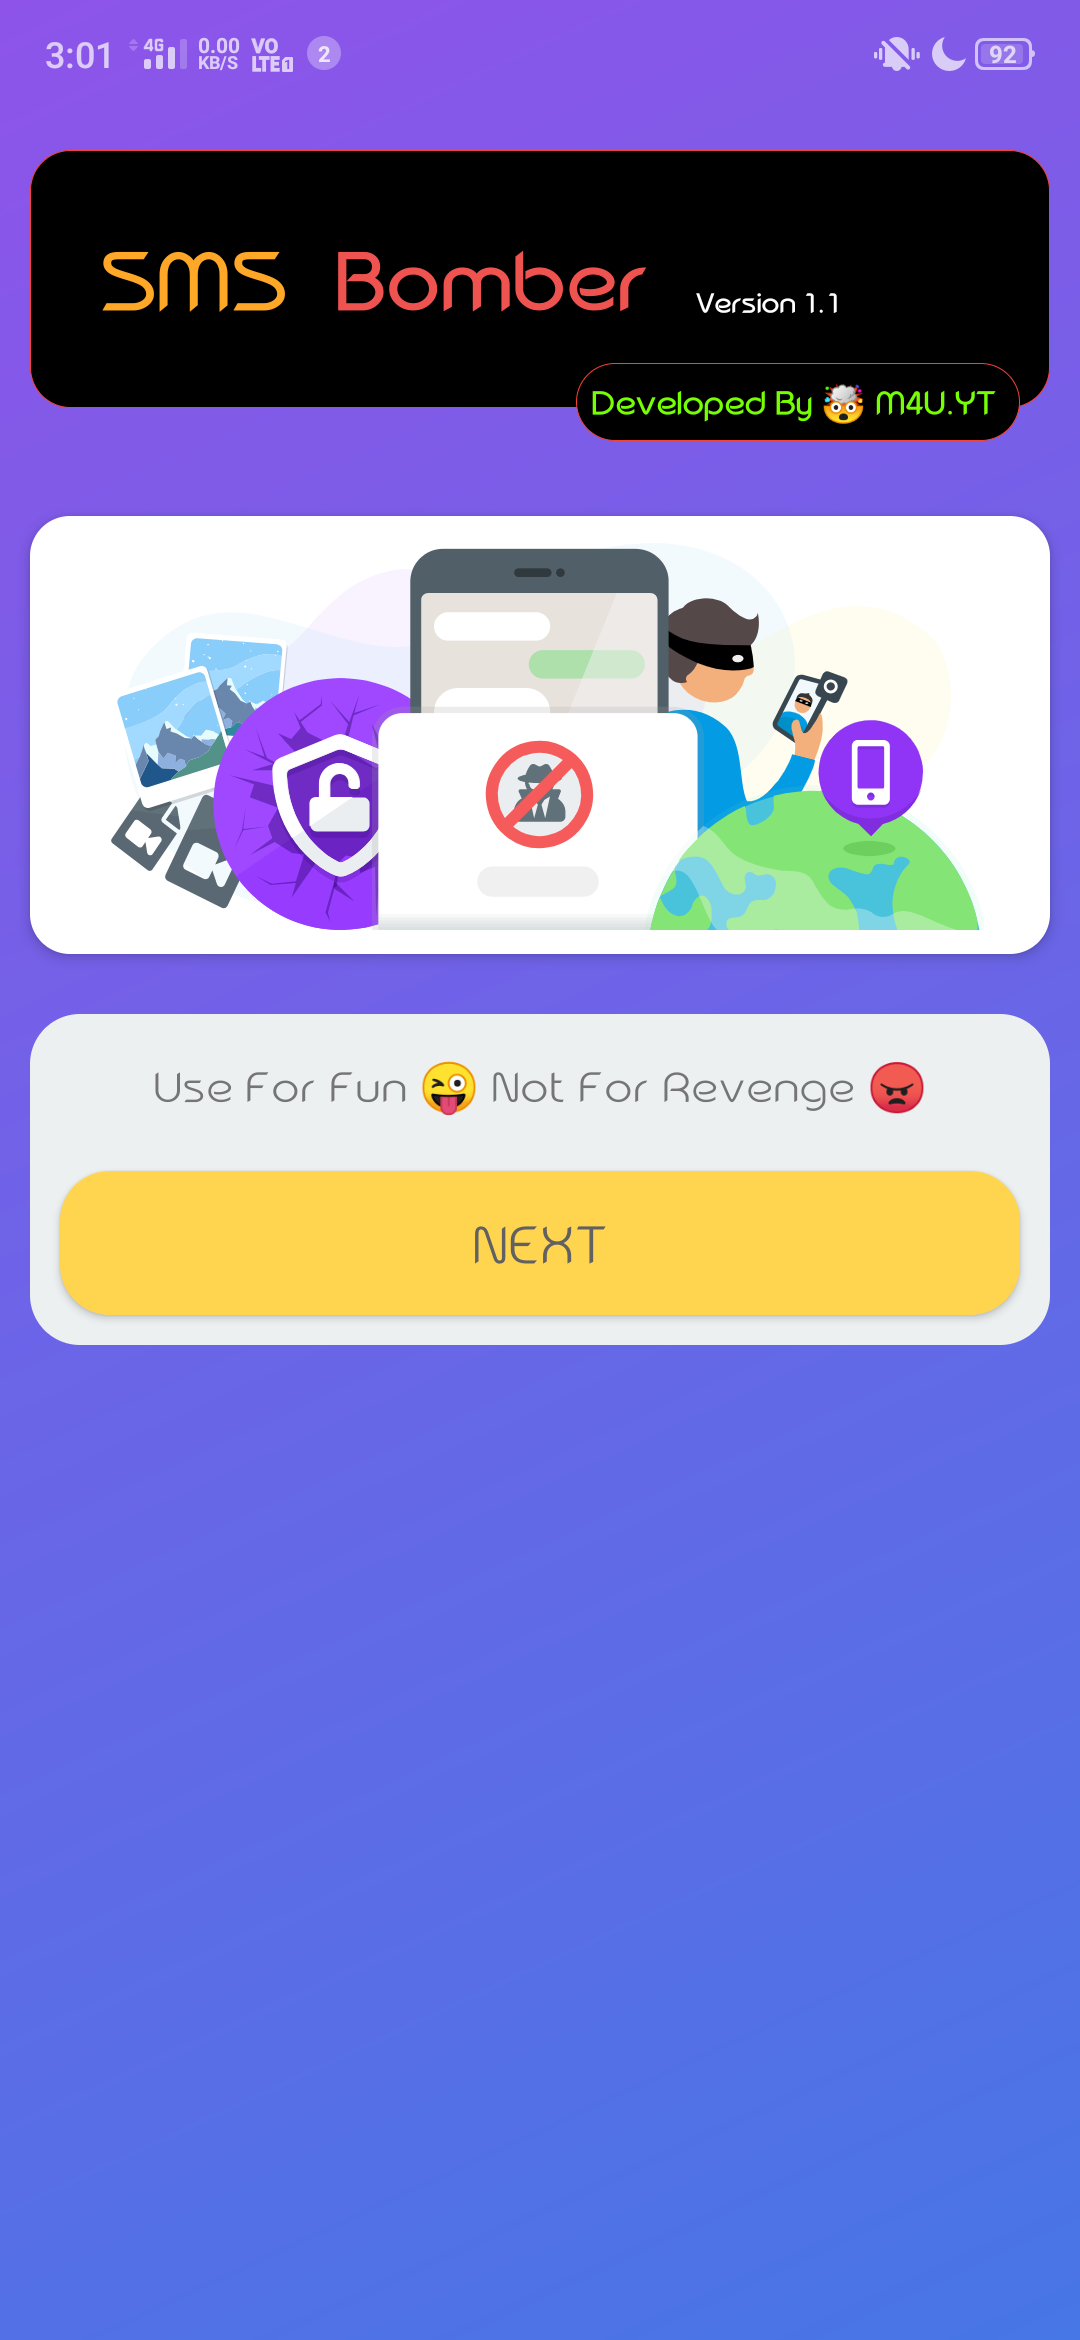 3:01 4G 0.00 KB/S VO LTE 1 2 92
SMS Bomber Version 1.1
Developed By 🤯 M4U.YT
Use For Fun 😜 Not For Revenge 😡
NEXT